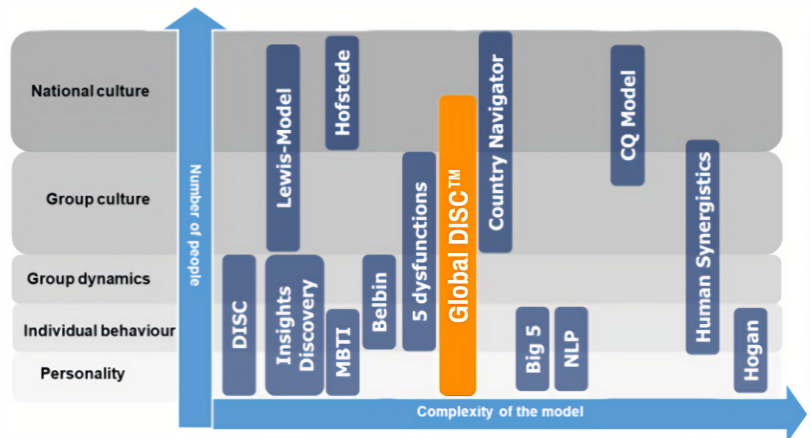 National culture
Group culture
Group dynamics
Individual behaviour
Personality
Number of people
DISC
Lewis-Model
Insights
Discovery
Hofstede
MBTI
Belbin
5 dysfunctions
Global DISC™
Country Navigator
Big 5
NLP
CQ Model
Human Synergistics
Hogan
Complexity of the model